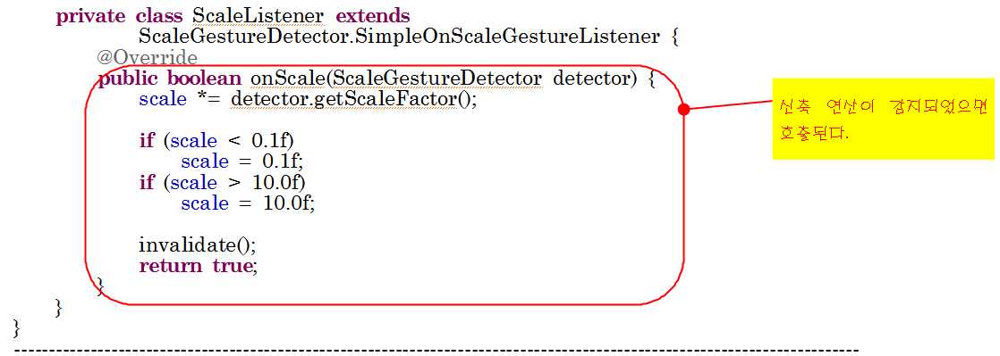 private class ScaleListener extends
ScaleGestureDetector.SimpleOnScaleGestureListener {
@Override
public boolean onScale(ScaleGestureDetector detector) {
scale *= detector.getScaleFactor();
if (scale < 0.1f)
scale = 0.1f;
if (scale > 10.0f)
scale = 10.0f;
invalidate();
return true;
}
}
}
신축 연산이 감지되었으면
호출된다.